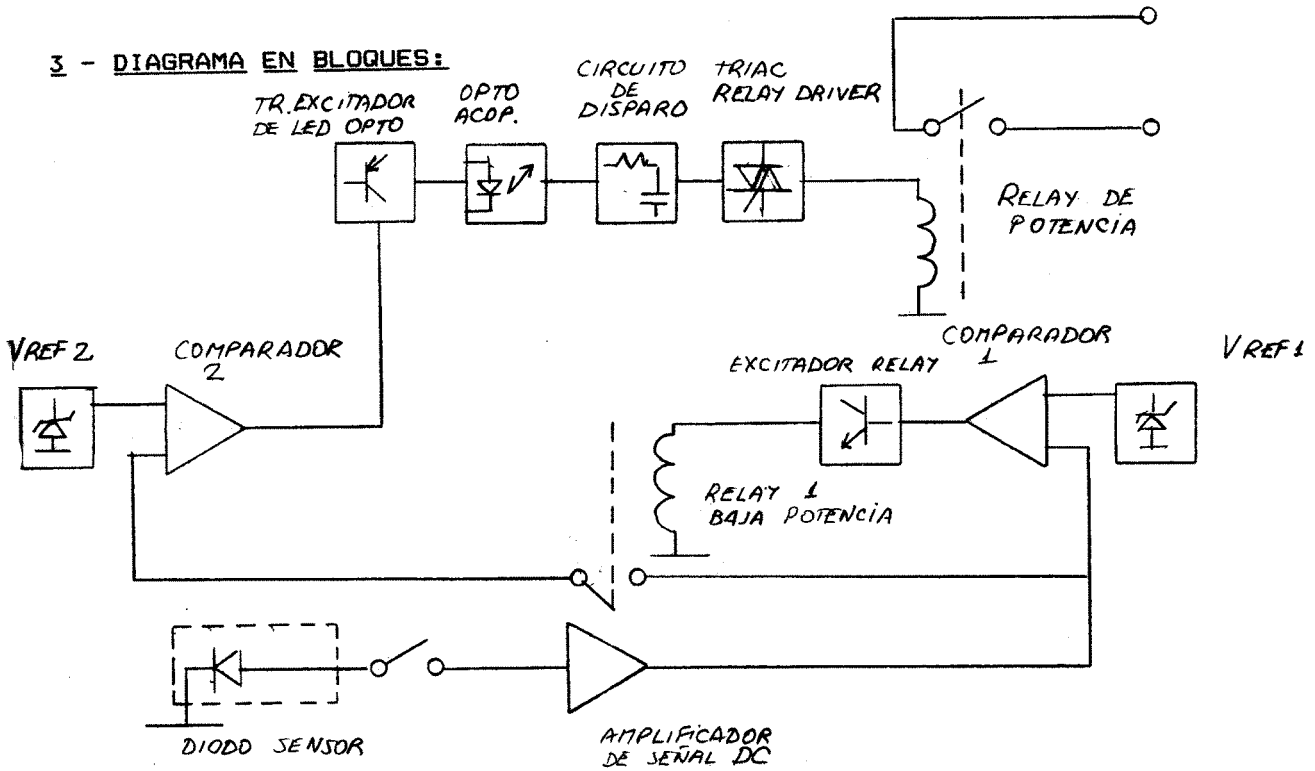 3 - DIAGRAMA EN BLOQUES:
TR. EXCITADOR
DE LED OPTO
OPTO
ACOP.
CIRCUITO
DE
DISPARO
TRIAC
RELAY DRIVER
RELAY DE
POTENCIA
VREF 2
COMPARADOR
2
EXCITADOR RELAY
COMPARADOR
1
VREF 1
RELAY 1
BAJA POTENCIA
DIODO SENSOR
AMPLIFICADOR
DE SEÑAL DC